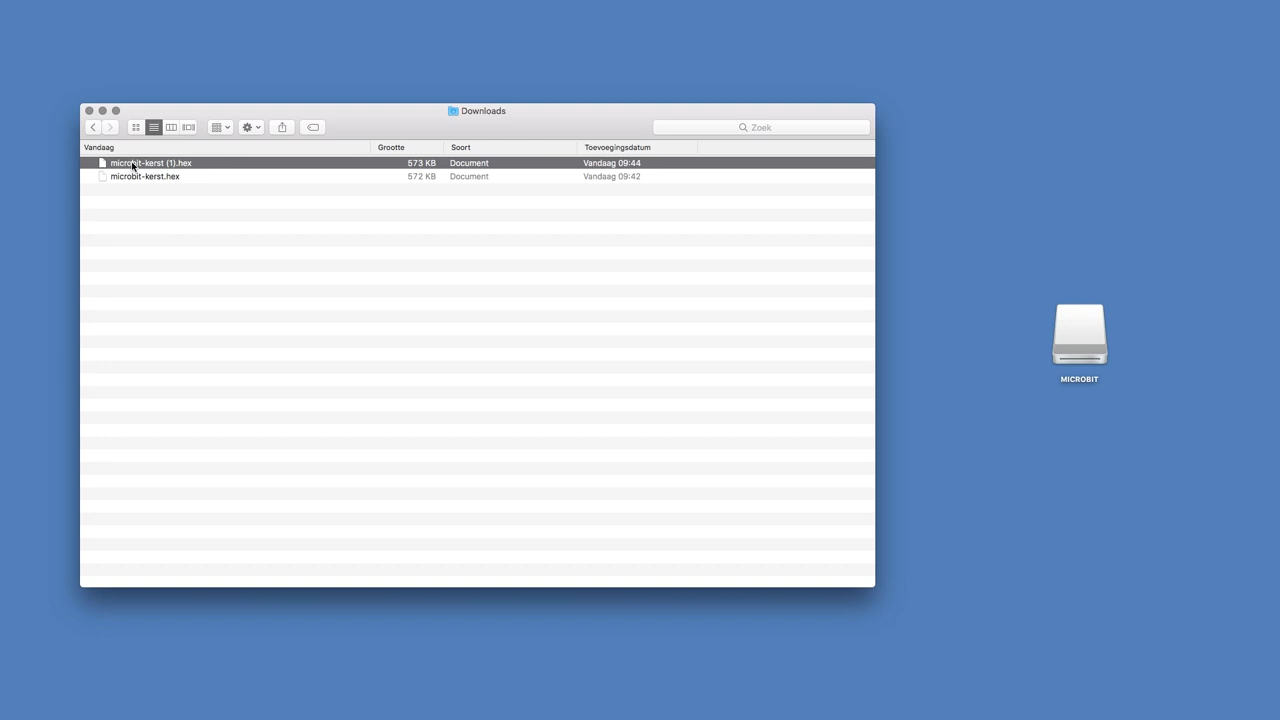 Downloads
Zoek
Vandaag Grootte Soort Toevoegingsdatum
microbit-kerst (1).hex 573 KB Document Vandaag 09:44
microbit-kerst.hex 572 KB Document Vandaag 09:42
MICROBIT